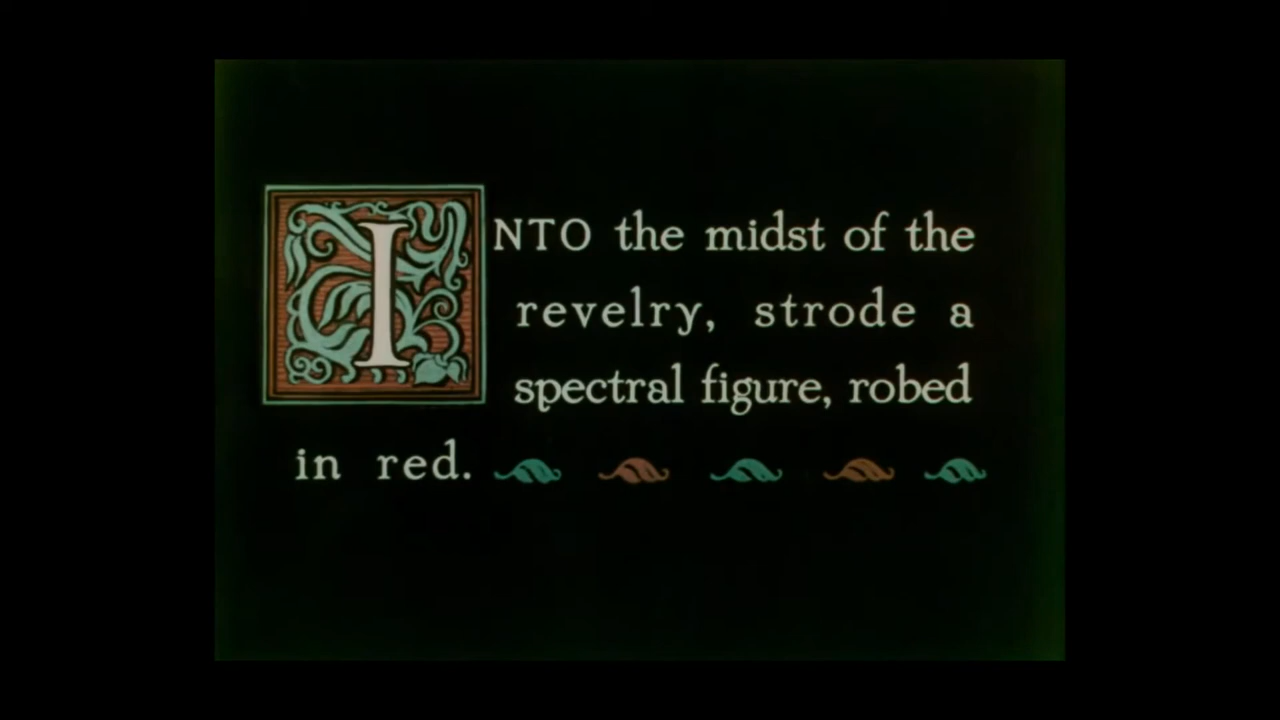 INTO the midst of the
revelry, strode a
spectral figure, robed
in red.